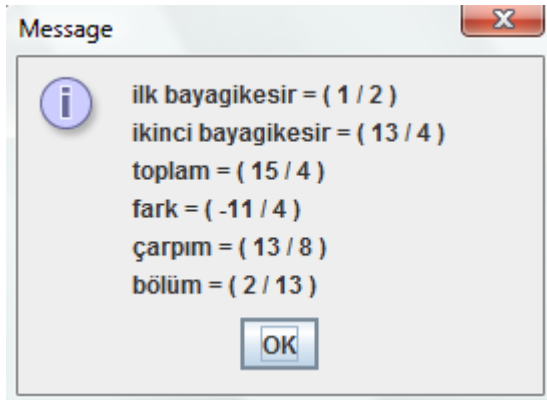 Message
ilk bayagikesir = ( 1 / 2 )
ikinci bayagikesir = ( 13 / 4 )
toplam = ( 15 / 4 )
fark = ( -11 / 4 )
çarpım = ( 13 / 8 )
bölüm = ( 2 / 13 )
OK